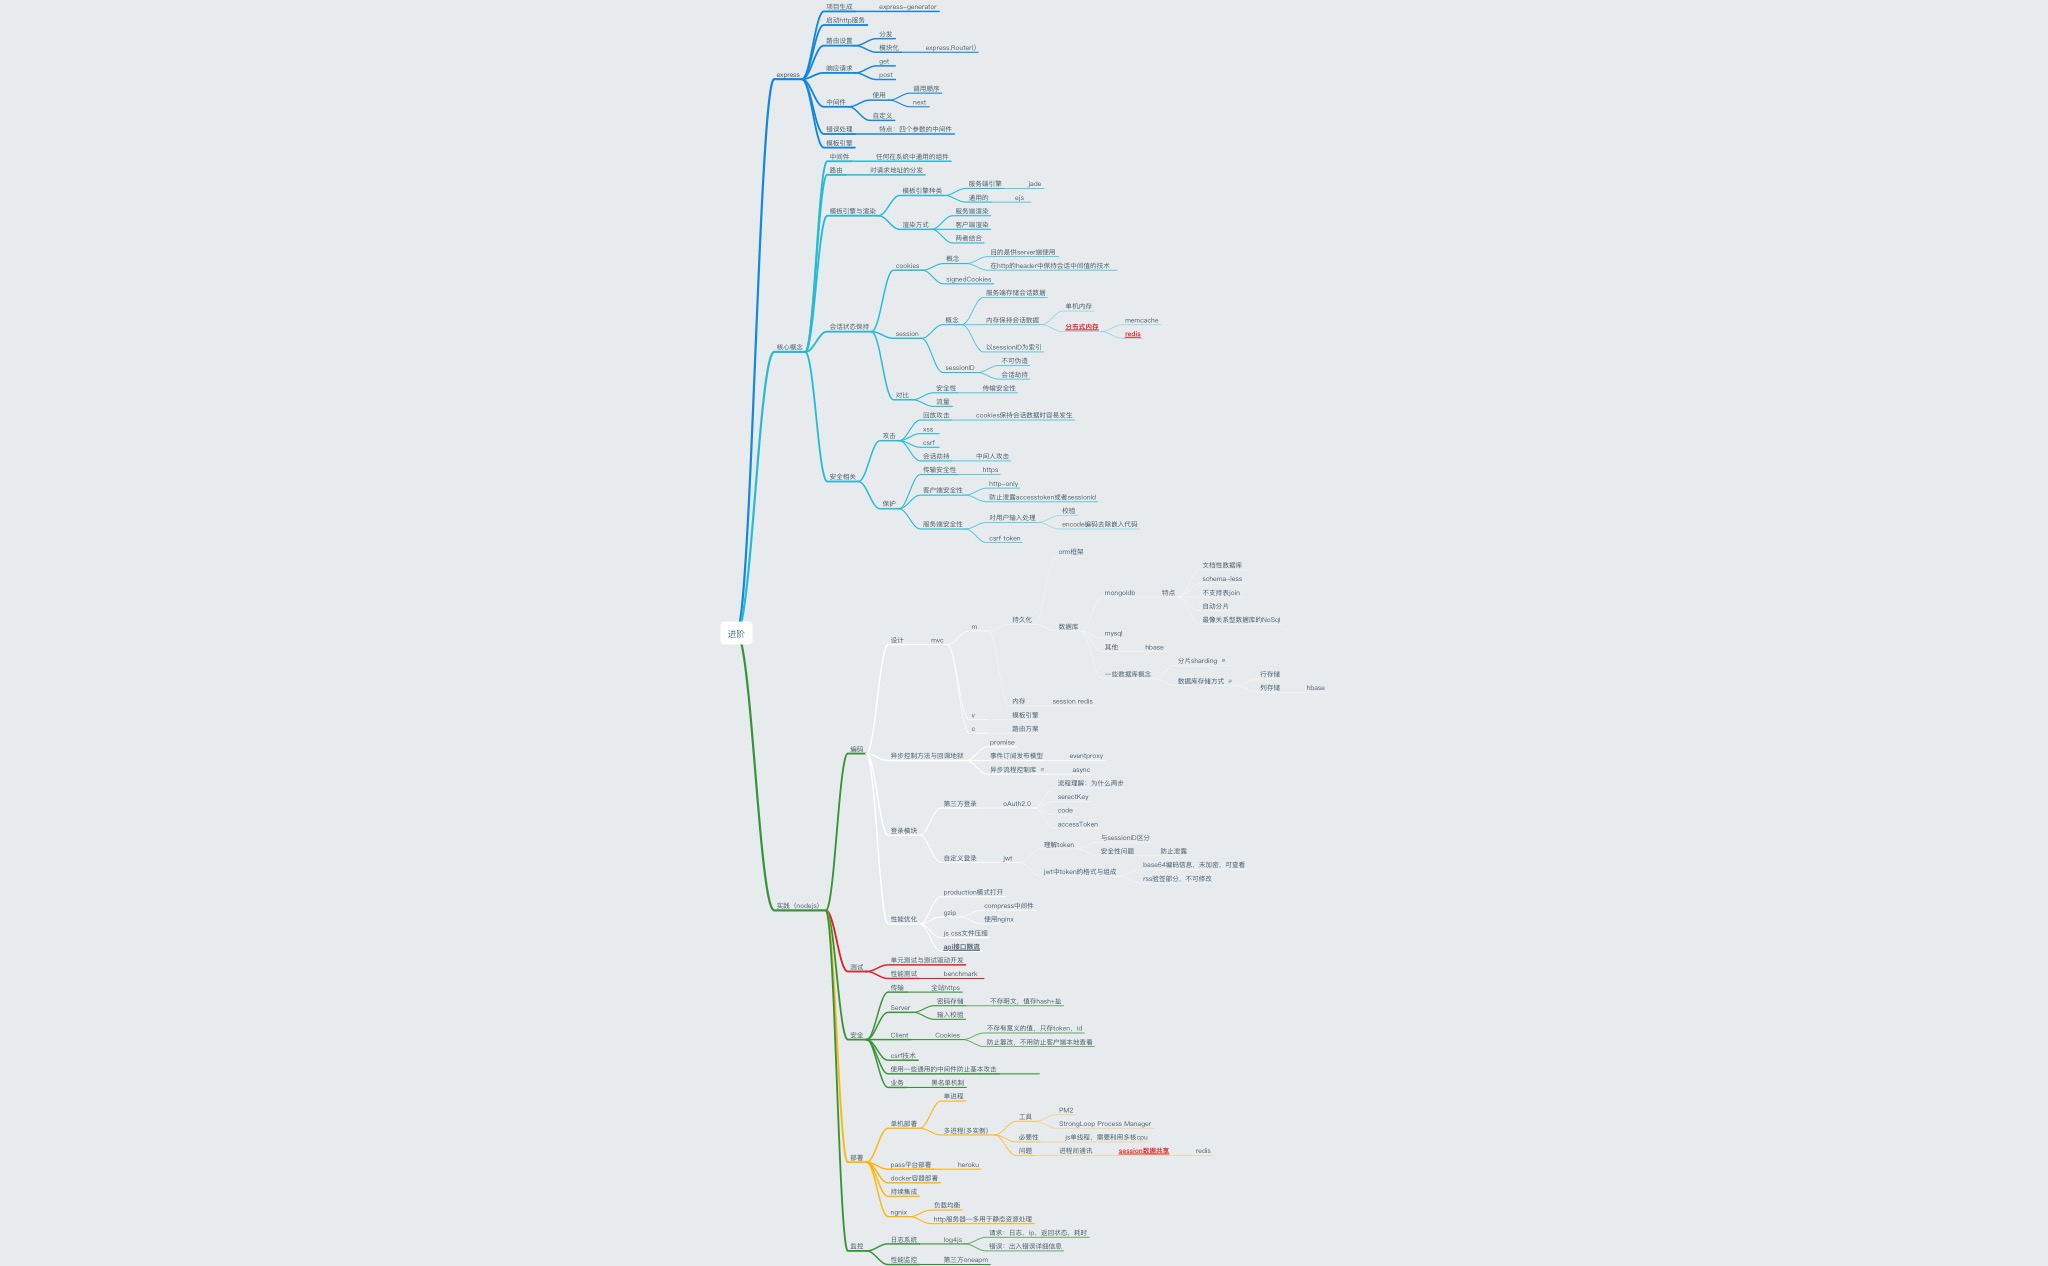 项目生成 express-generator
启动http服务
路由设置 分发
模块化 express.Router()
响应请求 get
post
express
中间件 使用 调用顺序
next
自定义
错误处理 特点：四个参数的中间件
模板引擎
中间件 任何在系统中通用的组件
路由 对请求地址的分发
模板引擎与渲染 模板引擎种类 服务端引擎 jade
通用的 ejs
渲染方式 服务端渲染
客户端渲染
两者结合
cookies 概念 目的是供server端使用
在http的header中保持会话中间值的技术
signedCookies
会话状态保持
session 概念 服务端存储会话数据
内存保持会话数据 单机内存
分布式内存 memcache
redis
以sessionID为索引
sessionID 不可伪造
会话劫持
核心概念
对比 安全性 传输安全性
流量
安全相关
攻击 回放攻击 cookies保持会话数据时容易发生
xss
csrf
会话劫持 中间人攻击
保护 传输安全性 https
客户端安全性 http-only
防止泄露accesstoken或者sessionId
服务端安全性 对用户输入处理 校验
encode编码去除嵌入代码
csrf token
进阶
实践（nodejs）
编码
设计 mvc m 持久化 orm框架
数据库 mongoldb 特点 文档性数据库
schema-less
不支持表join
自动分片
最像关系型数据库的NoSql
mysql
其他 hbase
一些数据库概念 分片sharding
数据库存储方式 行存储
列存储 hbase
内存 session redis
v 模板引擎
c 路由方案
异步控制方法与回调地狱 promise
事件订阅发布模型 eventproxy
异步流程控制库 async
登录模块 第三方登录 oAuth2.0 流程理解：为什么两步
serectKey
code
accessToken
自定义登录 jwt 理解token 与sessionID区分
安全性问题 防止泄露
jwt中token的格式与组成 base64编码信息，未加密，可查看
rss验签部分，不可修改
性能优化 production模式打开
gzip compress中间件
使用nginx
js css文件压缩
api接口限流
测试 单元测试与测试驱动开发
性能测试 benchmark
安全 传输 全站https
Server 密码存储 不存明文，值存hash+盐
输入校验
Client Cookies 不存有意义的值，只存token，id
防止篡改，不用防止客户端本地查看
csrf技术
使用一些通用的中间件防止基本攻击
业务 黑名单机制
部署 单机部署 单进程
多进程(多实例) 工具 PM2
StrongLoop Process Manager
必要性 js单线程，需要利用多核cpu
问题 进程间通讯 session数据共享 redis
pass平台部署 heroku
docker容器部署
持续集成
ngnix 负载均衡
http服务器—多用于静态资源处理
监控 日志系统 log4js 请求：日志，ip，返回状态，耗时
错误：出入错误详细信息
性能监控 第三方oneapm